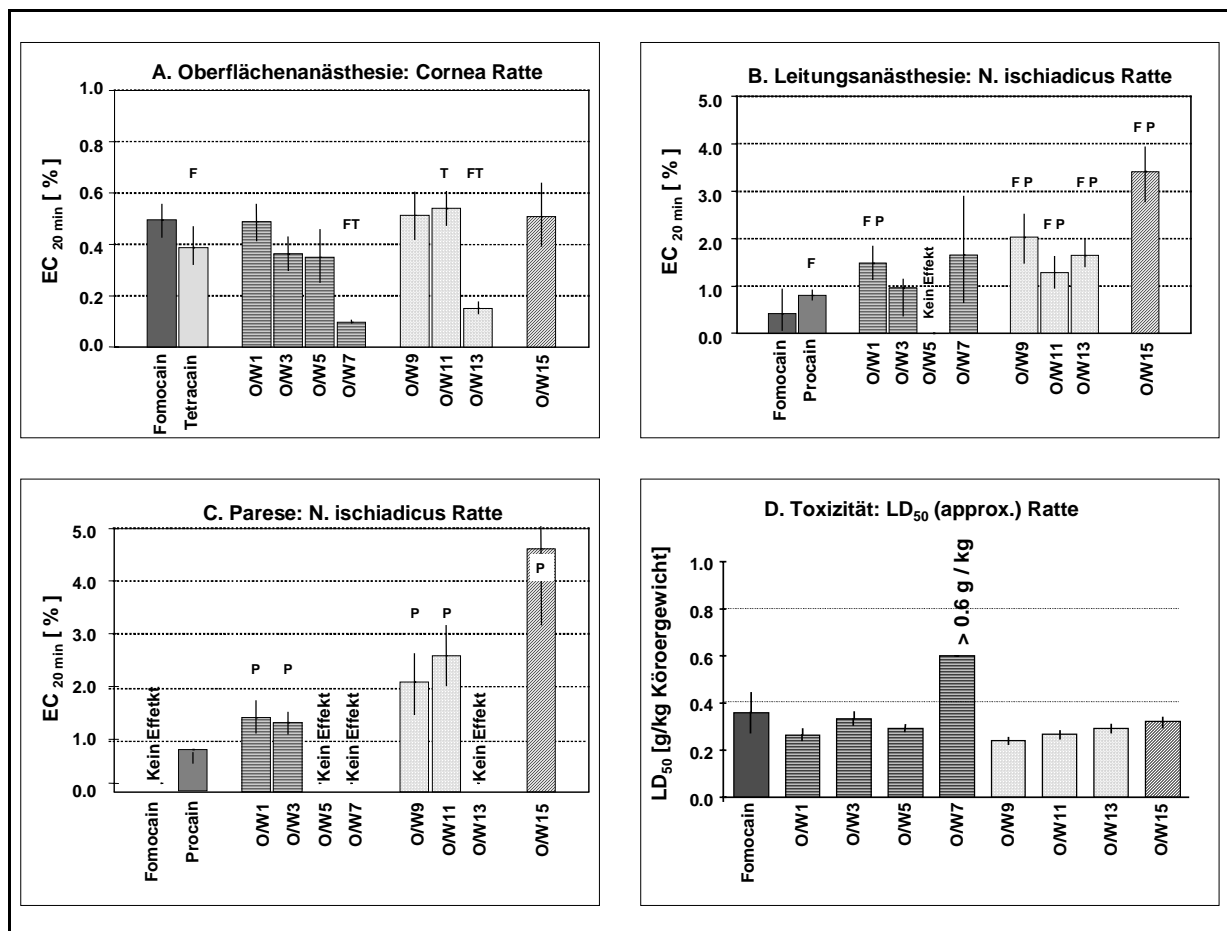 A. Oberflächenanästhesie: Cornea Ratte
EC 20 min [ % ]
1.0
0.8
0.6
0.4
0.2
0.0
F
FT
T
FT
Fomocain
Tetracain
O/W1
O/W3
O/W5
O/W7
O/W9
O/W11
O/W13
O/W15
B. Leitungsanästhesie: N. ischiadicus Ratte
EC 20 min [ % ]
5.0
4.0
3.0
2.0
1.0
0.0
F
F P
Kein Effekt
F P
F P
F P
F P
Fomocain
Procain
O/W1
O/W3
O/W5
O/W7
O/W9
O/W11
O/W13
O/W15
C. Parese: N. ischiadicus Ratte
EC 20 min [ % ]
5.0
4.0
3.0
2.0
1.0
0.0
Kein Effetkt
P
P
Kein Effekt
Kein Effekt
P
P
Kein Effekt
P
Fomocain
Procain
O/W1
O/W3
O/W5
O/W7
O/W9
O/W11
O/W13
O/W15
D. Toxizität: LD50 (approx.) Ratte
LD50 [g/kg Köroergewicht]
1.0
0.8
0.6
0.4
0.2
0.0
> 0.6 g / kg
Fomocain
O/W1
O/W3
O/W5
O/W7
O/W9
O/W11
O/W13
O/W15